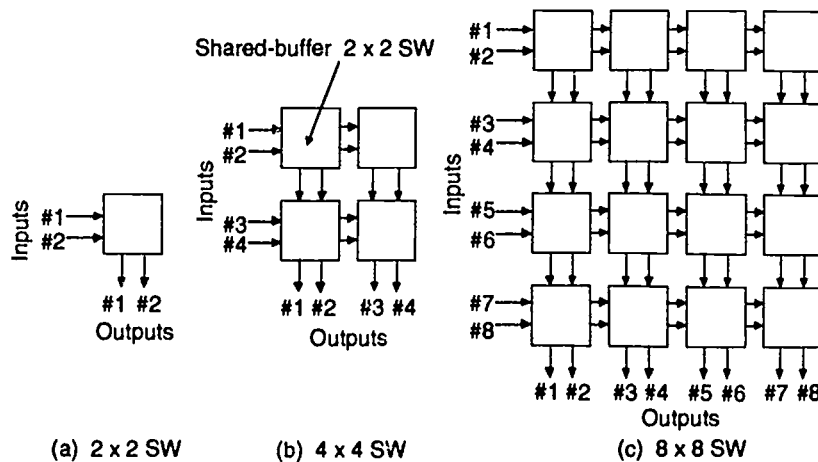 Shared-buffer 2 x 2 SW
#1
#2
Inputs
#1 #2
Outputs
(a) 2 x 2 SW
#1
#2
#3
#4
Inputs
#1 #2 #3 #4
Outputs
(b) 4 x 4 SW
#1
#2
#3
#4
#5
#6
#7
#8
Inputs
#1 #2 #3 #4 #5 #6 #7 #8
Outputs
(c) 8 x 8 SW